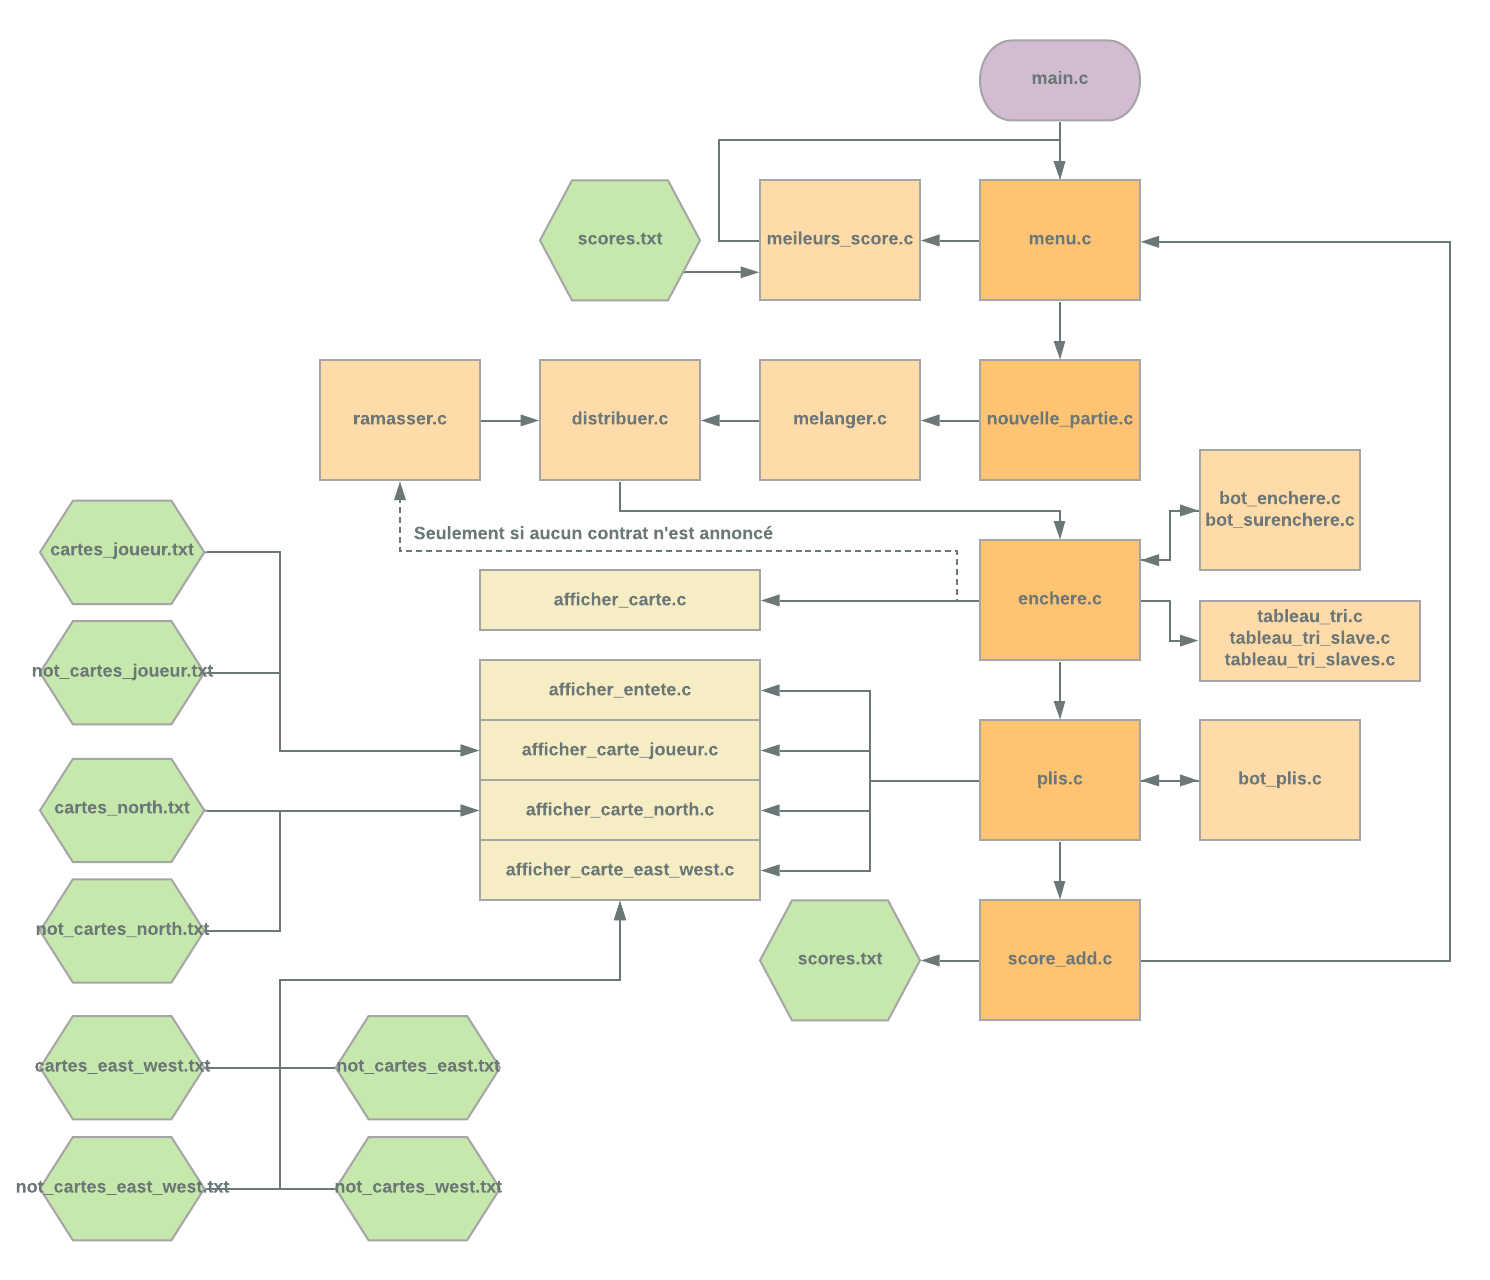 main.c
scores.txt
meileurs_score.c
menu.c
ramasser.c
distribuer.c
melanger.c
nouvelle_partie.c
bot_enchere.c
bot_surenchere.c
Seulement si aucun contrat n'est annoncé
cartes_joueur.txt
afficher_carte.c
enchere.c
tableau_tri.c
tableau_tri_slave.c
tableau_tri_slaves.c
not_cartes_joueur.txt
afficher_entete.c
afficher_carte_joueur.c
plis.c
bot_plis.c
cartes_north.txt
afficher_carte_north.c
afficher_carte_east_west.c
not_cartes_north.txt
scores.txt
score_add.c
cartes_east_west.txt
not_cartes_east.txt
not_cartes_east_west.txt
not_cartes_west.txt